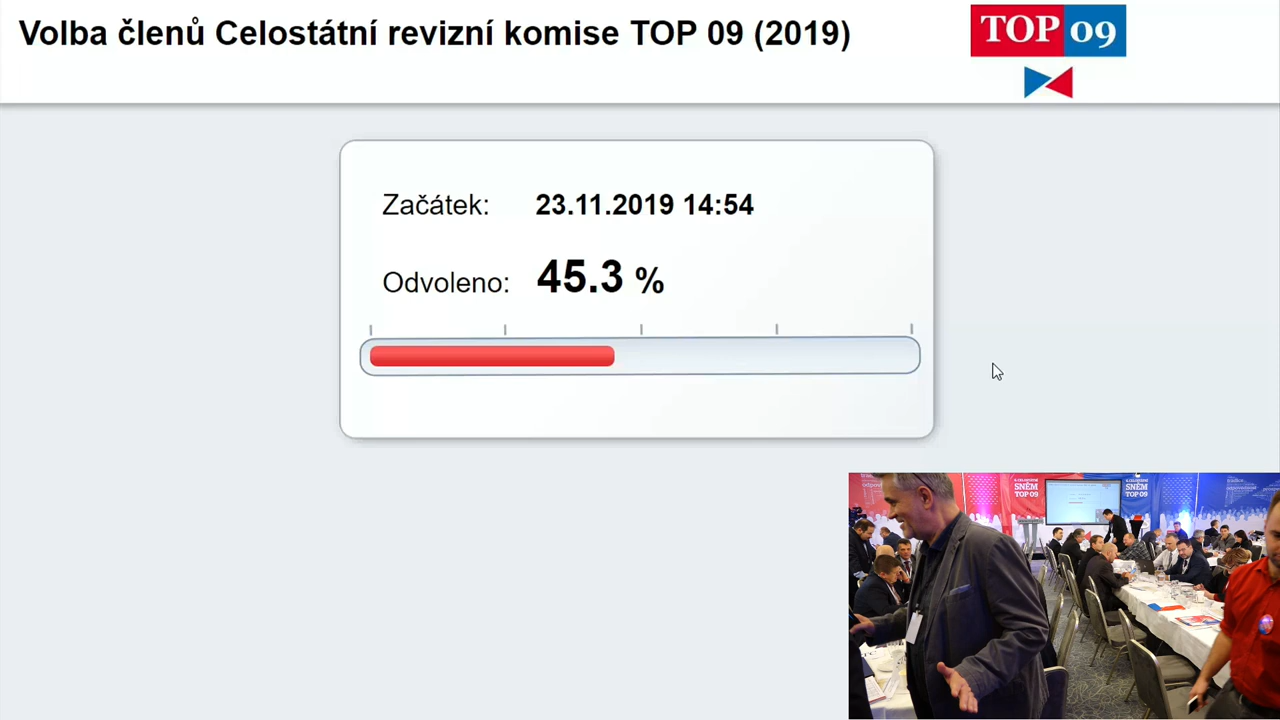 Volba členů Celostátní revizní komise TOP 09 (2019)
TOP 09
Začátek: 23.11.2019 14:54
Odvoleno: 45.3 %
SNĚM
TOP 09
SNĚM
TOP 09